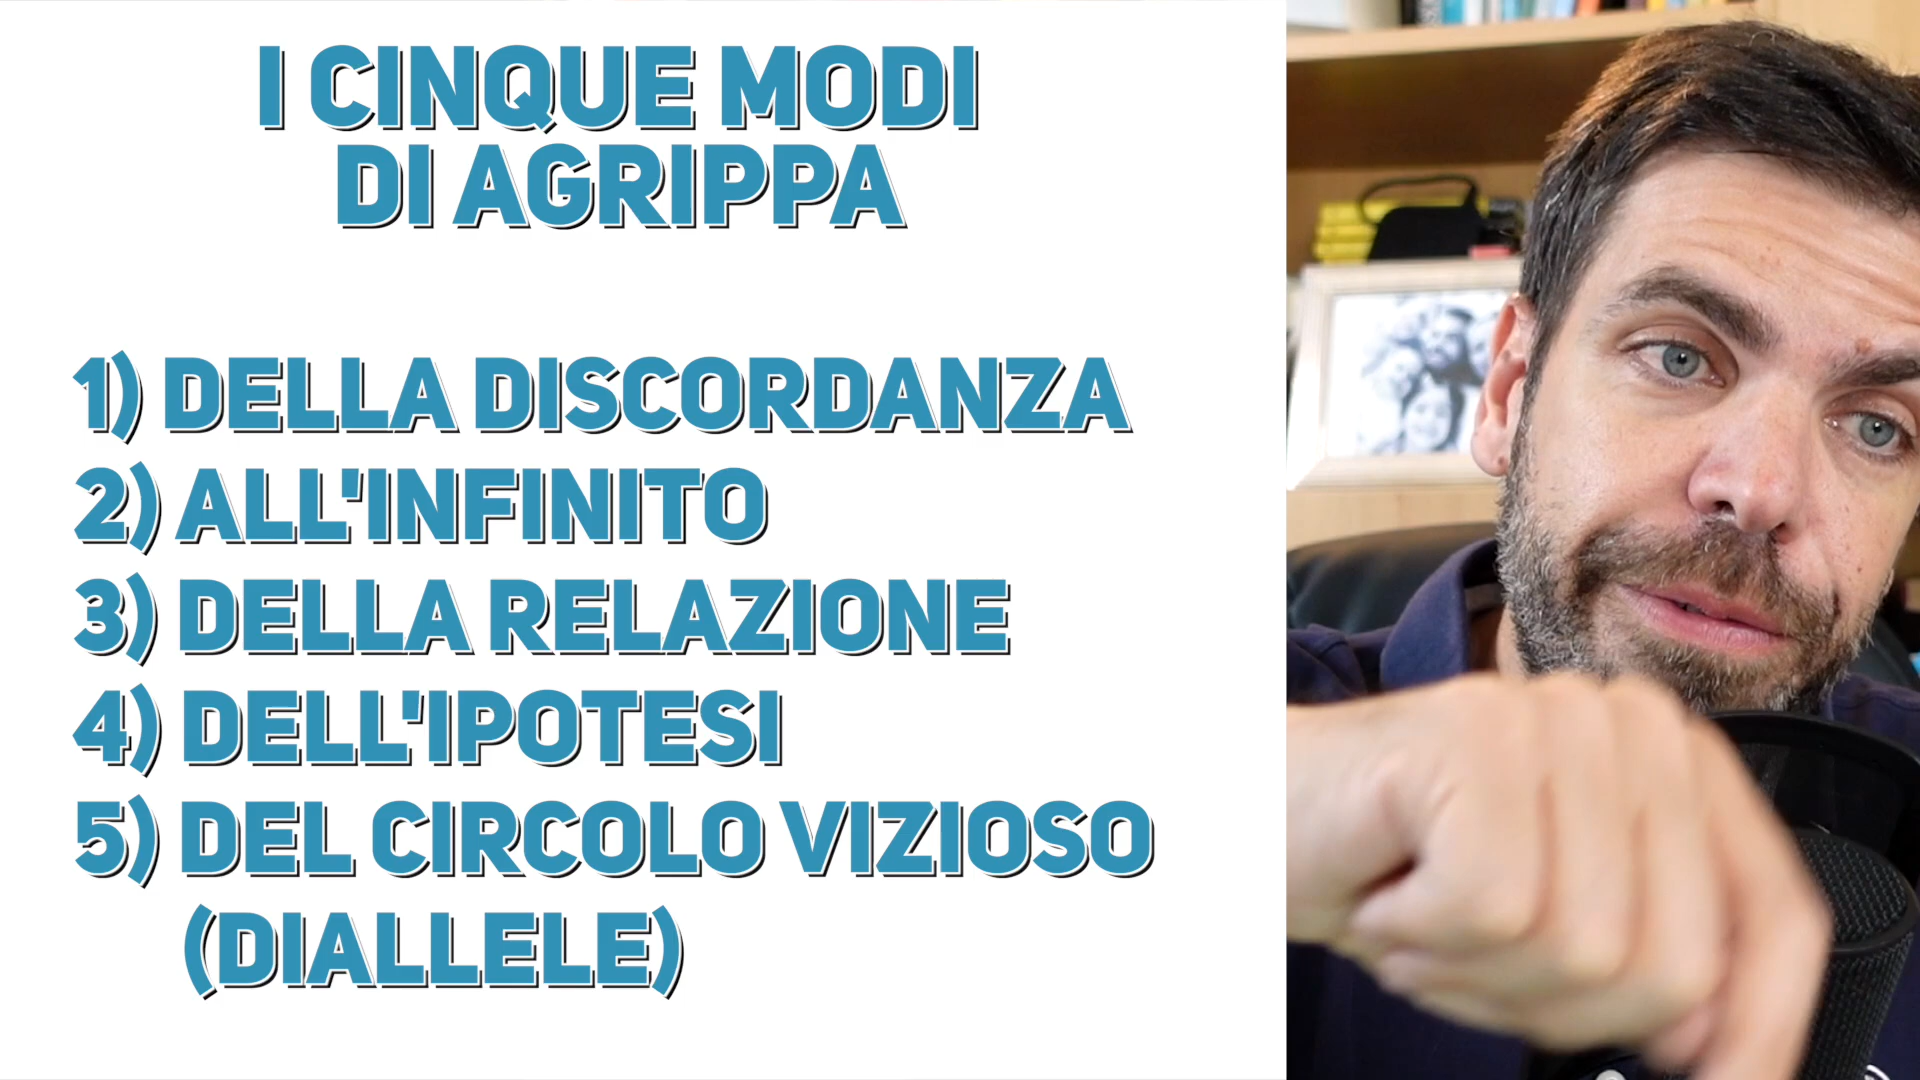 I CINQUE MODI
DI AGRIPPA
1) DELLA DISCORDANZA
2) ALL'INFINITO
3) DELLA RELAZIONE
4) DELL'IPOTESI
5) DEL CIRCOLO VIZIOSO
(DIALLELE)